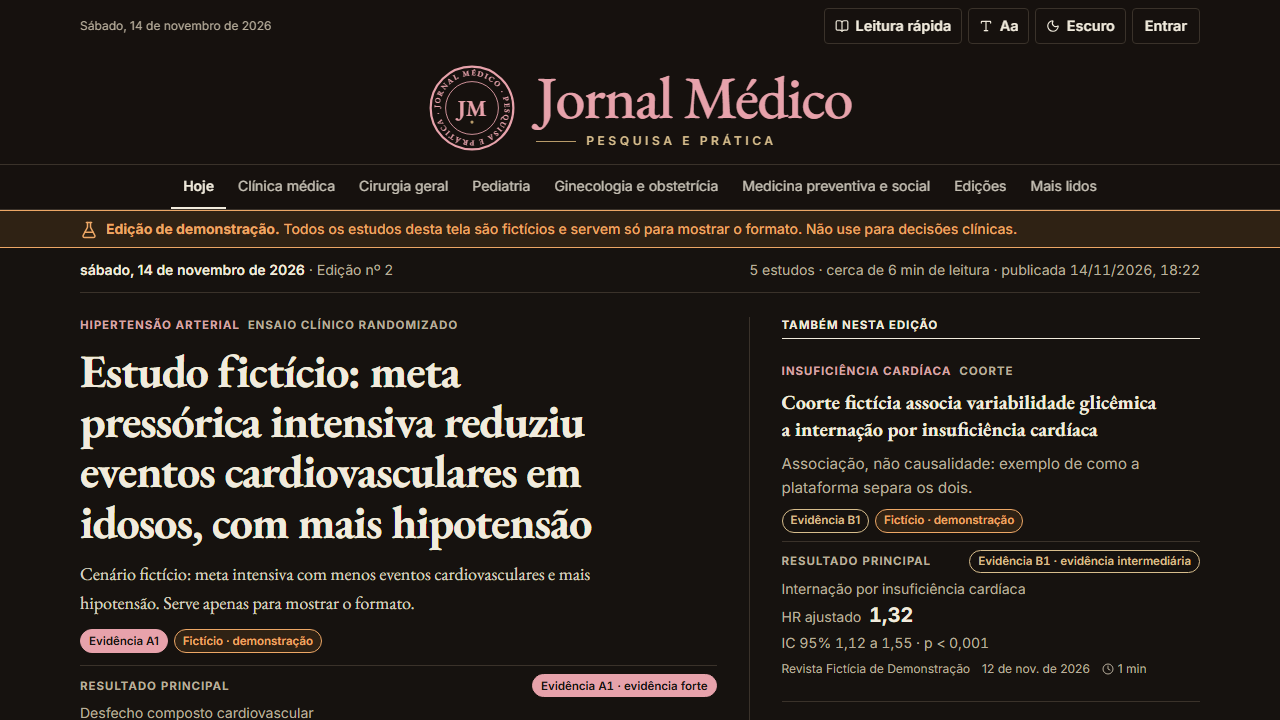 Sábado, 14 de novembro de 2026
Leitura rápida
Aa
Escuro
Entrar
JORNAL MÉDICO · PESQUISA E PRÁTICA ·
JM
Jornal Médico
PESQUISA E PRÁTICA
Hoje
Clínica médica
Cirurgia geral
Pediatria
Ginecologia e obstetrícia
Medicina preventiva e social
Edições
Mais lidos
Edição de demonstração. Todos os estudos desta tela são fictícios e servem só para mostrar o formato. Não use para decisões clínicas.
sábado, 14 de novembro de 2026 · Edição nº 2
5 estudos · cerca de 6 min de leitura · publicada 14/11/2026, 18:22
HIPERTENSÃO ARTERIAL ENSAIO CLÍNICO RANDOMIZADO
Estudo fictício: meta
pressórica intensiva reduziu
eventos cardiovasculares em
idosos, com mais hipotensão
Cenário fictício: meta intensiva com menos eventos cardiovasculares e mais
hipotensão. Serve apenas para mostrar o formato.
Evidência A1
Fictício · demonstração
RESULTADO PRINCIPAL
Evidência A1 · evidência forte
Desfecho composto cardiovascular
TAMBÉM NESTA EDIÇÃO
INSUFICIÊNCIA CARDÍACA COORTE
Coorte fictícia associa variabilidade glicêmica
a internação por insuficiência cardíaca
Associação, não causalidade: exemplo de como a
plataforma separa os dois.
Evidência B1
Fictício · demonstração
RESULTADO PRINCIPAL
Evidência B1 · evidência intermediária
Internação por insuficiência cardíaca
HR ajustado 1,32
IC 95% 1,12 a 1,55 · p < 0,001
Revista Fictícia de Demonstração 12 de nov. de 2026 1 min